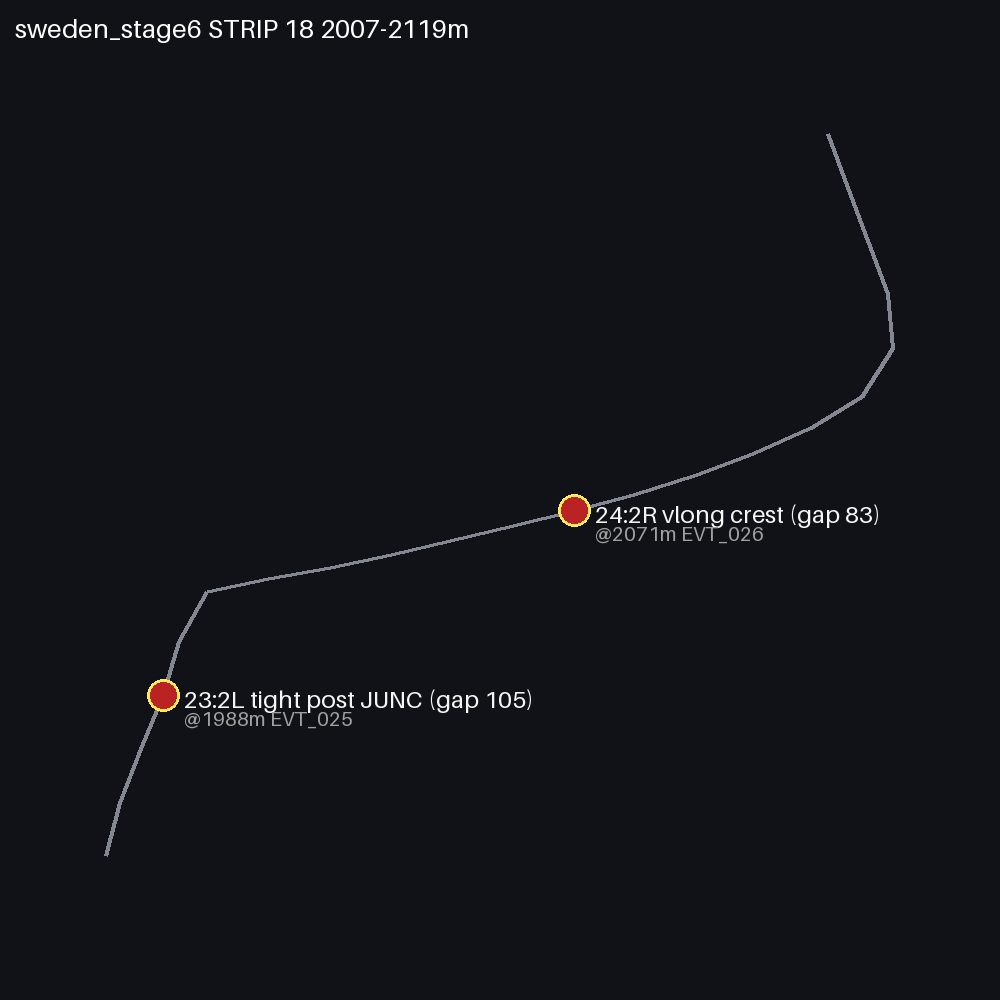 sweden_stage6 STRIP 18 2007-2119m
24:2R vlong crest (gap 83)
@2071m EVT_026
23:2L tight post JUNC (gap 105)
@1988m EVT_025